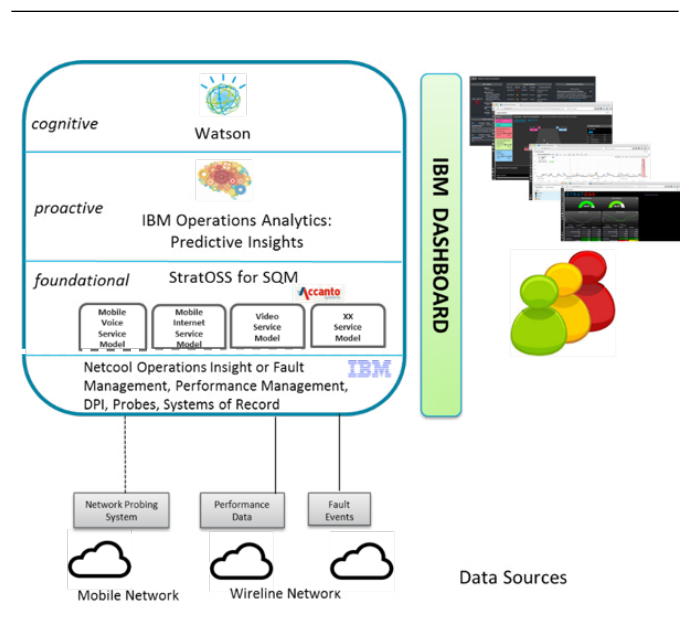 cognitive
Watson
proactive
IBM Operations Analytics:
Predictive Insights
foundational
StratOSS for SQM
Accanto
Mobile
Voice
Service
Model
Mobile
Internet
Service
Model
Video
Service
Model
XX
Service
Model
Netcool Operations Insight or Fault
Management, Performance Management,
DPI, Probes, Systems of Record
IBM
IBM DASHBOARD
Network Probing
System
Performance
Data
Fault
Events
Mobile Network
Wireline Network
Data Sources